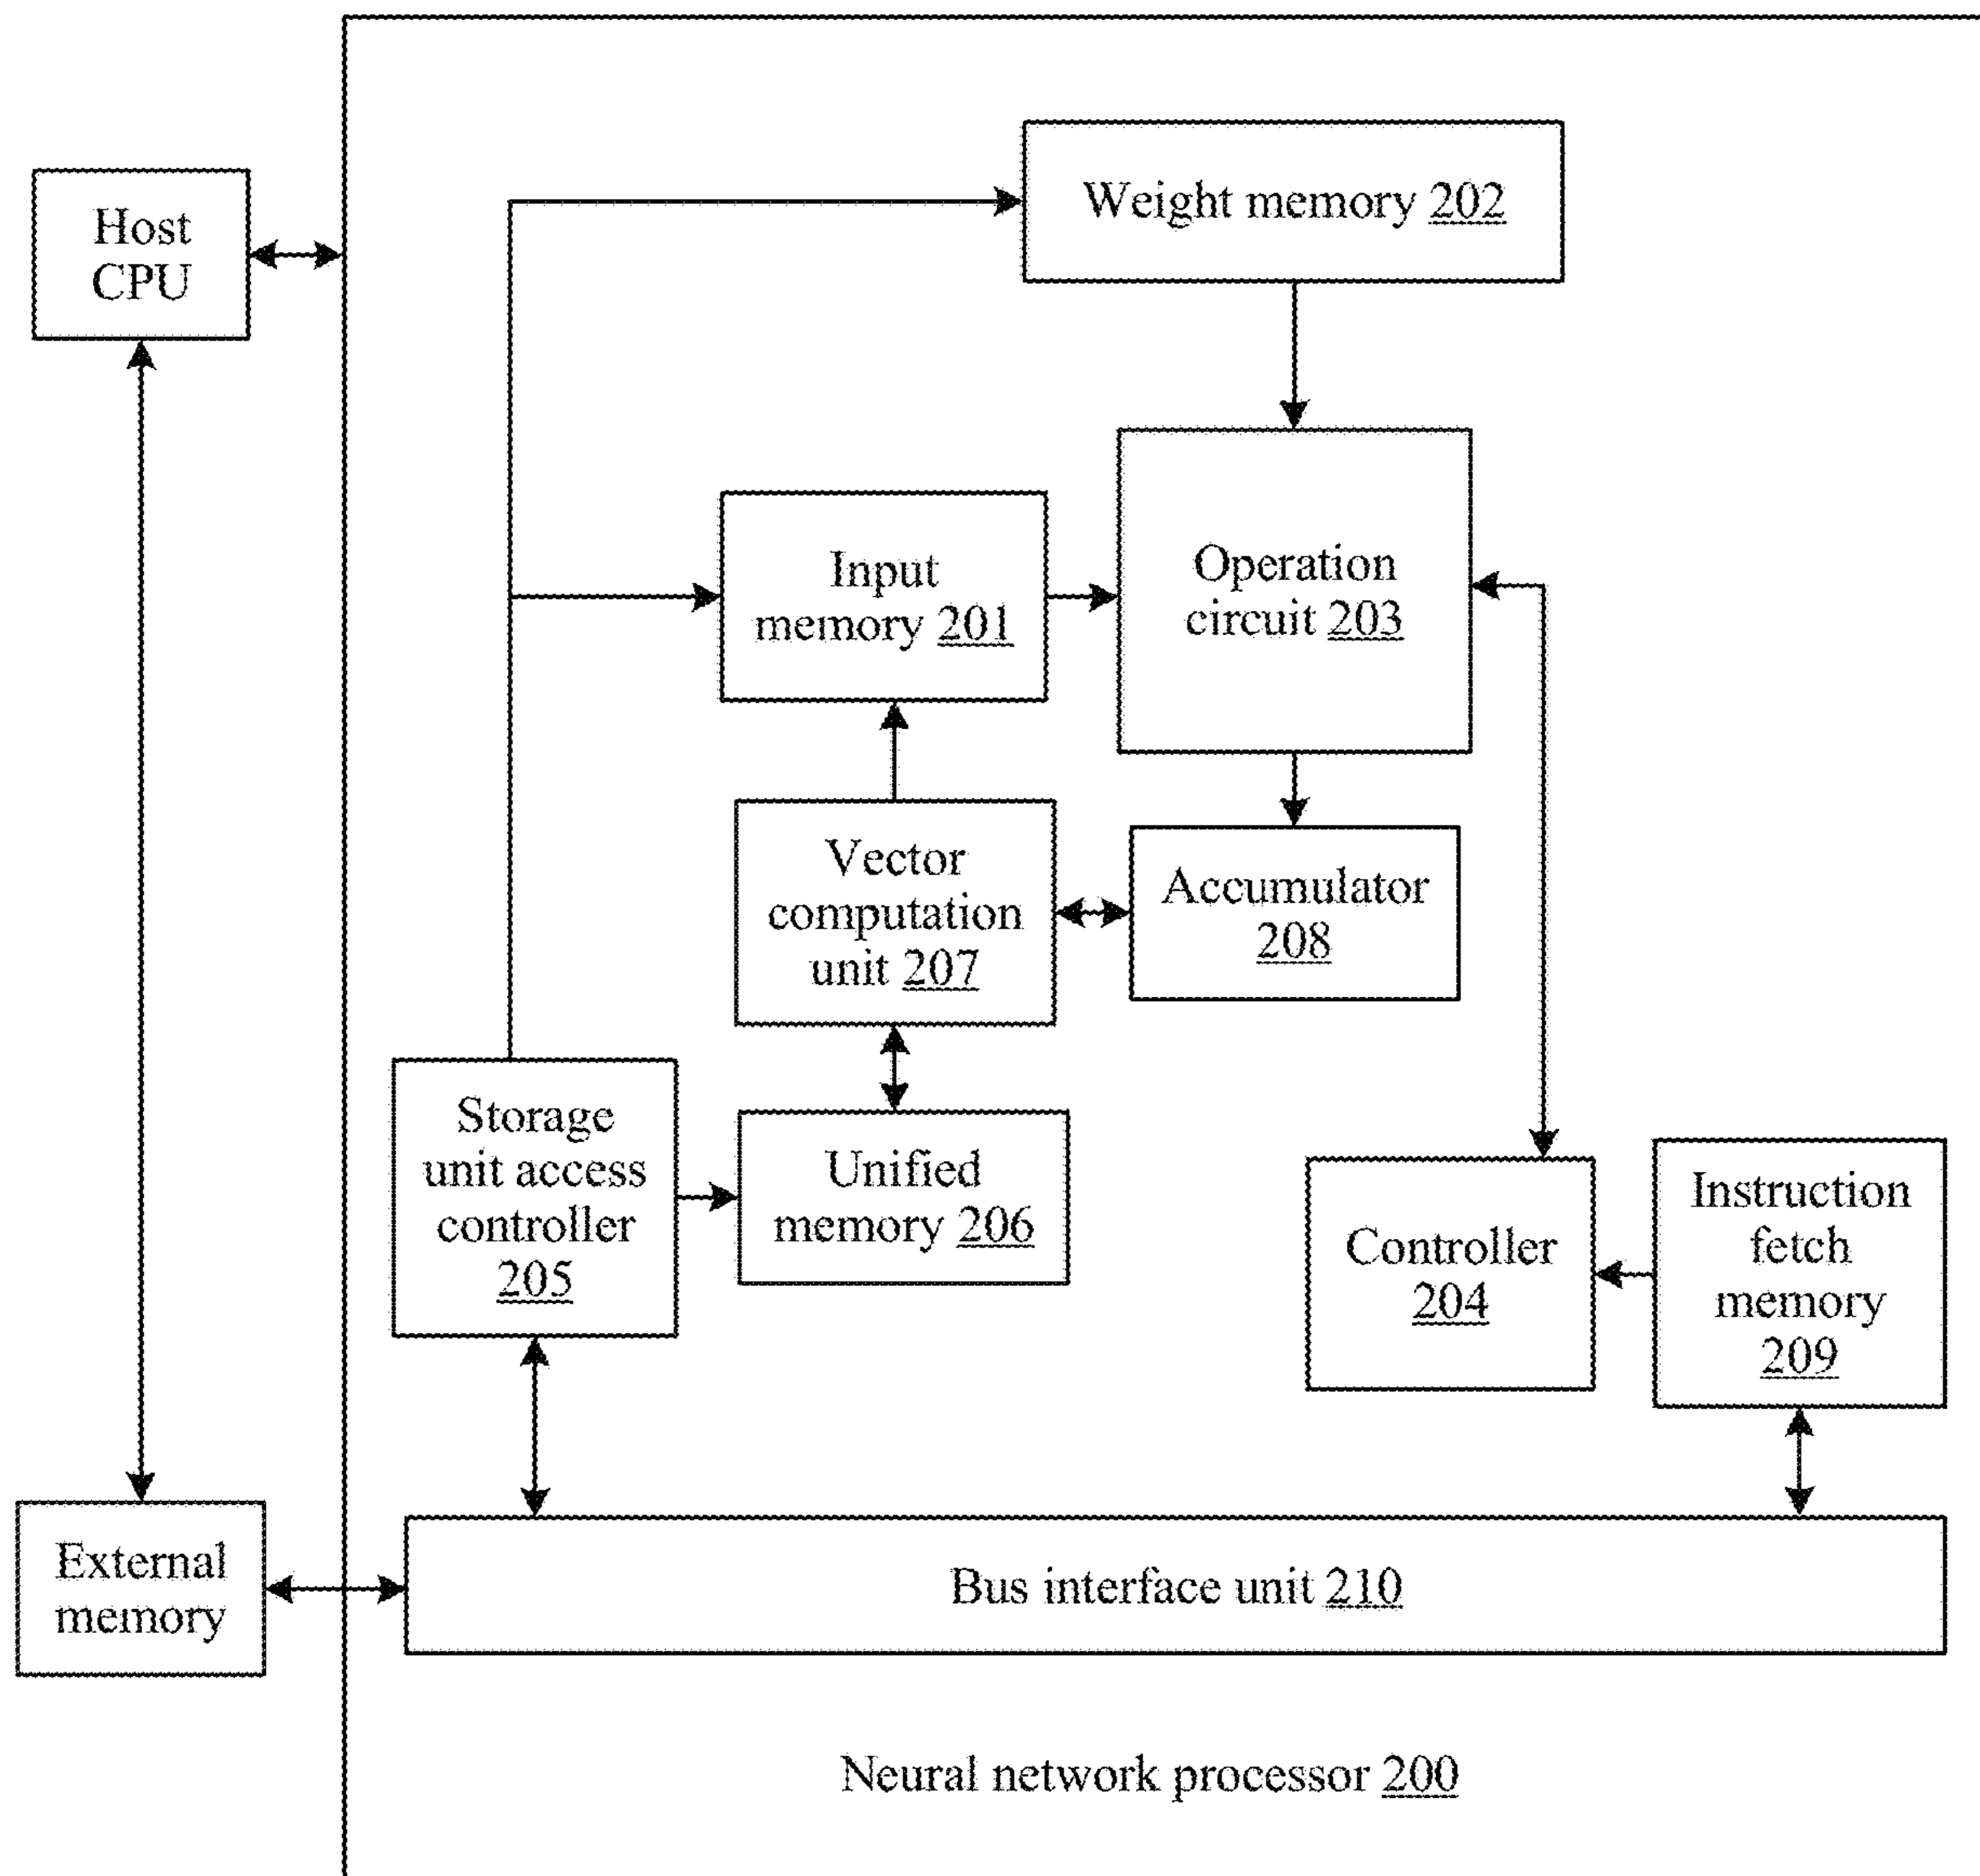 Weight memory 202
Host
CPU
Input
memory 201
Operation
circuit 203
Vector
computation
unit 207
Accumulator
208
Storage
unit access
controller
205
Unified
memory 206
Controller
204
Instruction
fetch
memory
209
External
memory
Bus interface unit 210
Neural network processor 200